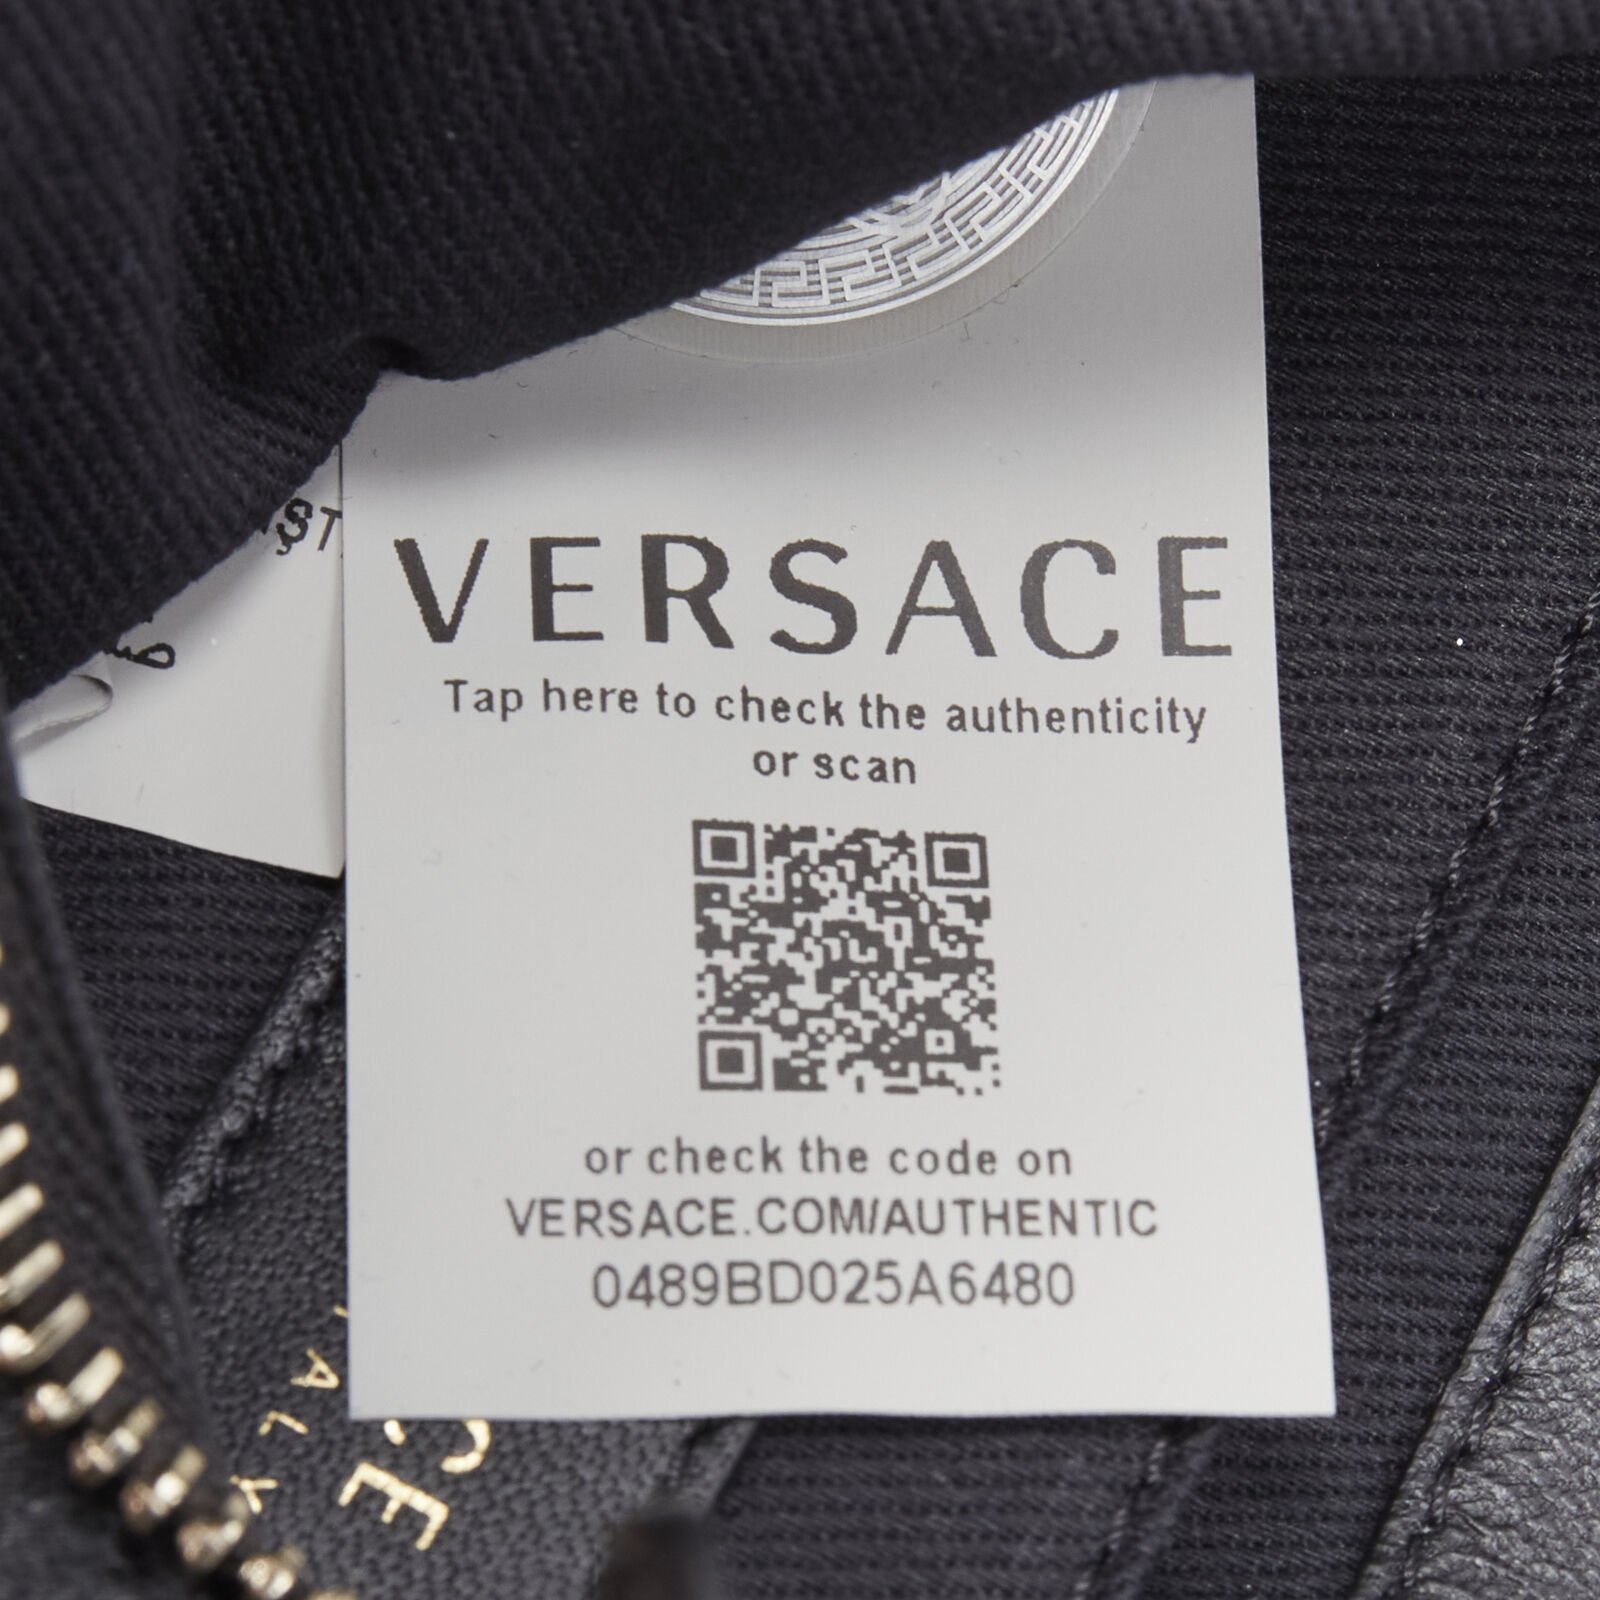 VERSACE
Tap here to check the authenticity
or scan
or check the code on
VERSACE.COM/AUTHENTIC
0489BD025A6480